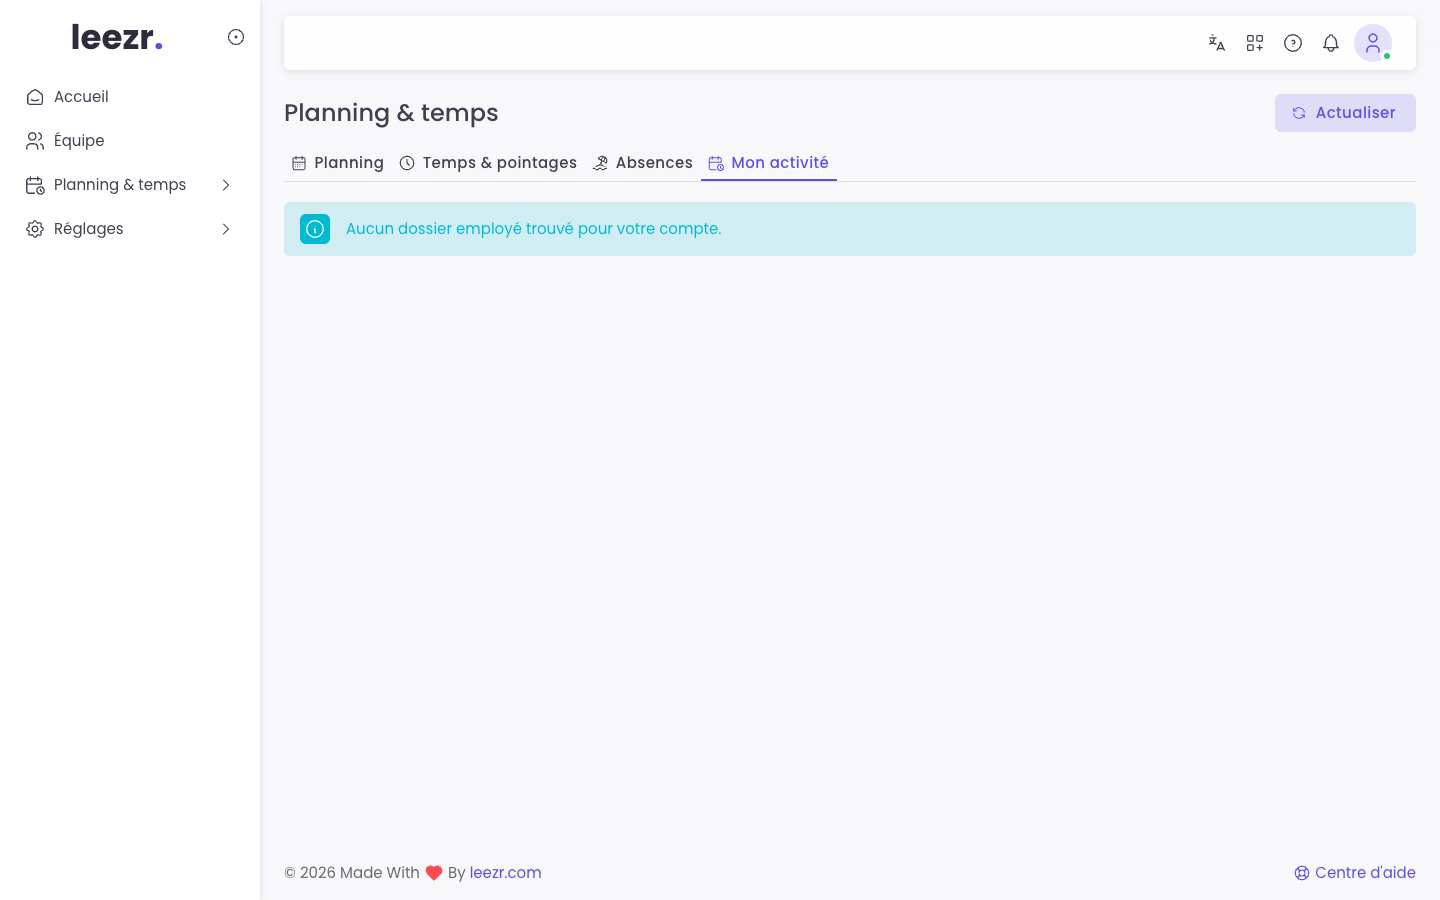 leezr.
Accueil
Équipe
Planning & temps
Réglages
Planning & temps
Actualiser
Planning
Temps & pointages
Absences
Mon activité
Aucun dossier employé trouvé pour votre compte.
© 2026 Made With By leezr.com
Centre d'aide